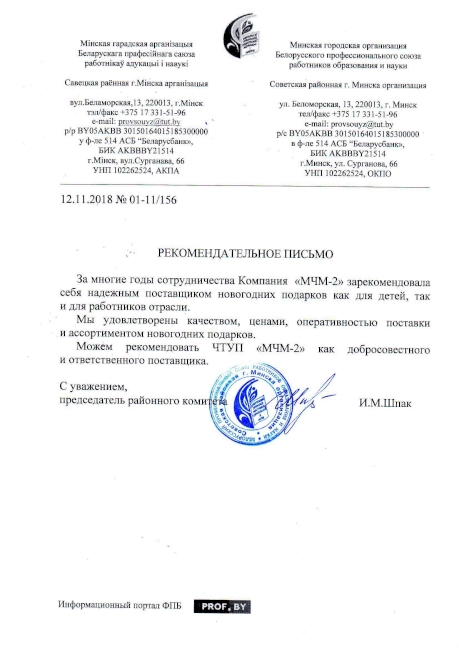 Мінская гарадская арганізацыя
Беларускага прафесійнага саюза
работнікаў адукацыі і навукі
Савецкая раённая г.Мінска арганізацыя
вул.Беламорская,13, 220013, г.Мінск
тэл/факс +375 17 331-51-96
e-mail: provsouyz@tut.by
р/р BY05AKBB 30150164015185300000
у ф-ле 514 АСБ "Беларусбанк",
БИК AKBBBY21514
г.Мінск, вул.Сурганава, 66
УНП 102262524, АКПА
Минская городская организация
Белорусского профессионального союза
работников образования и науки
Советская районная г. Минска организация
ул. Беломорская, 13, 220013, г. Минск
тел/факс +375 17 331-51-96
e-mail: provsouyz@tut.by
р/с BY05AKBB 30150164015185300000
в ф-ле 514 АСБ "Беларусбанк",
БИК AKBBBY21514
г.Минск, ул. Сурганова, 66
УНП 102262524, ОКПО
12.11.2018 № 01-11/156
РЕКОМЕНДАТЕЛЬНОЕ ПИСЬМО
За многие годы сотрудничества Компания «МЧМ-2» зарекомендовала
себя надежным поставщиком новогодних подарков как для детей, так
и для работников отрасли.
Мы удовлетворены качеством, ценами, оперативностью поставки
и ассортиментом новогодних подарков.
Можем рекомендовать ЧТУП «МЧМ-2» как добросовестного
и ответственного поставщика.
С уважением,
председатель районного комитета
И.М.Шпак
Информационный портал ФПБ
PROF.BY